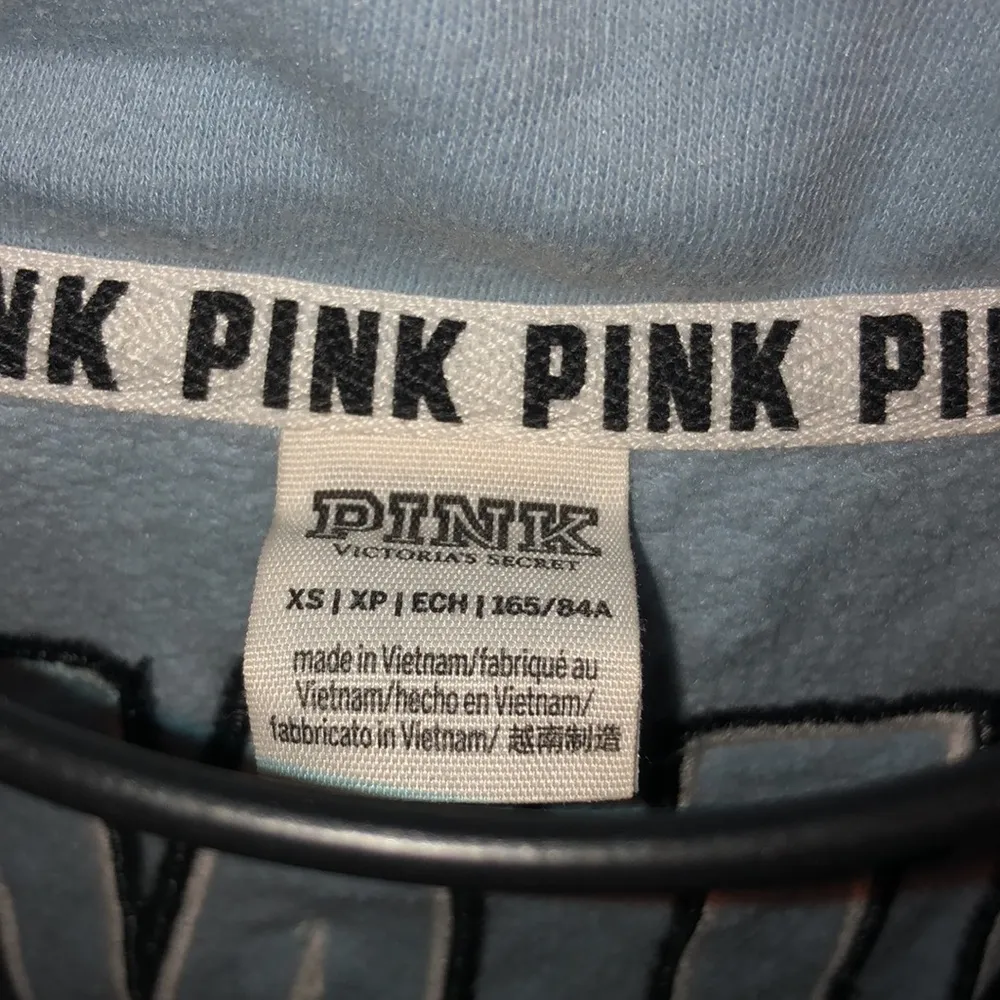 NK PINK PINK PI
PINK
VICTORIA'S SECRET
XS | XP | ECH | 165/84A
made in Vietnam/fabriqué au
Vietnam/hecho en Vietnam/
fabbricato in Vietnam/ 越南制造